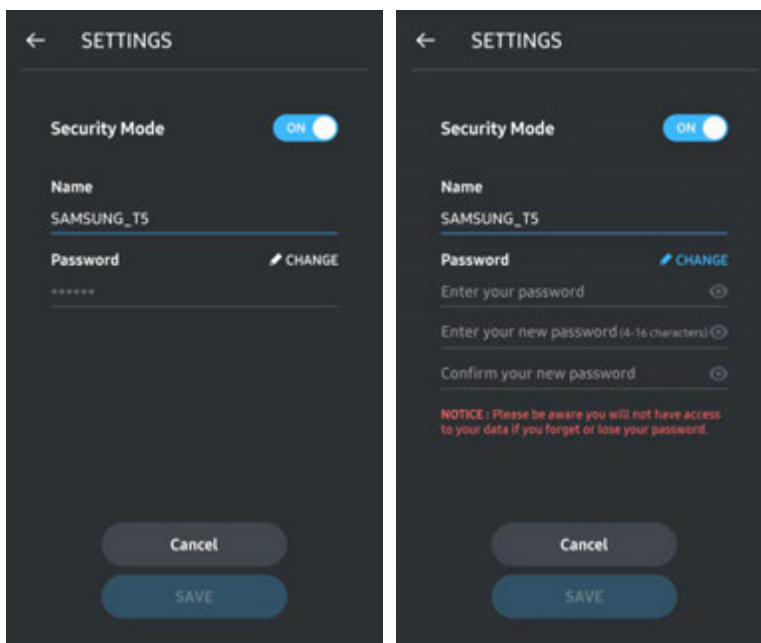 ← SETTINGS
Security Mode ON
Name
SAMSUNG_T5
Password CHANGE
******
Cancel
SAVE
← SETTINGS
Security Mode ON
Name
SAMSUNG_T5
Password CHANGE
Enter your password
Enter your new password (4-16 characters)
Confirm your new password
NOTICE : Please be aware you will not have access
to your data if you forget or lose your password.
Cancel
SAVE